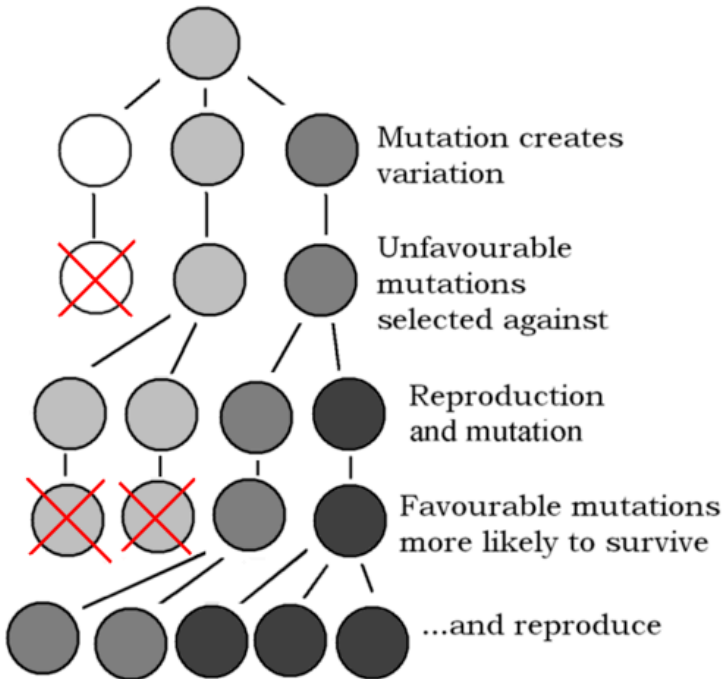 Mutation creates
variation
Unfavourable
mutations
selected against
Reproduction
and mutation
Favourable mutations
more likely to survive
...and reproduce